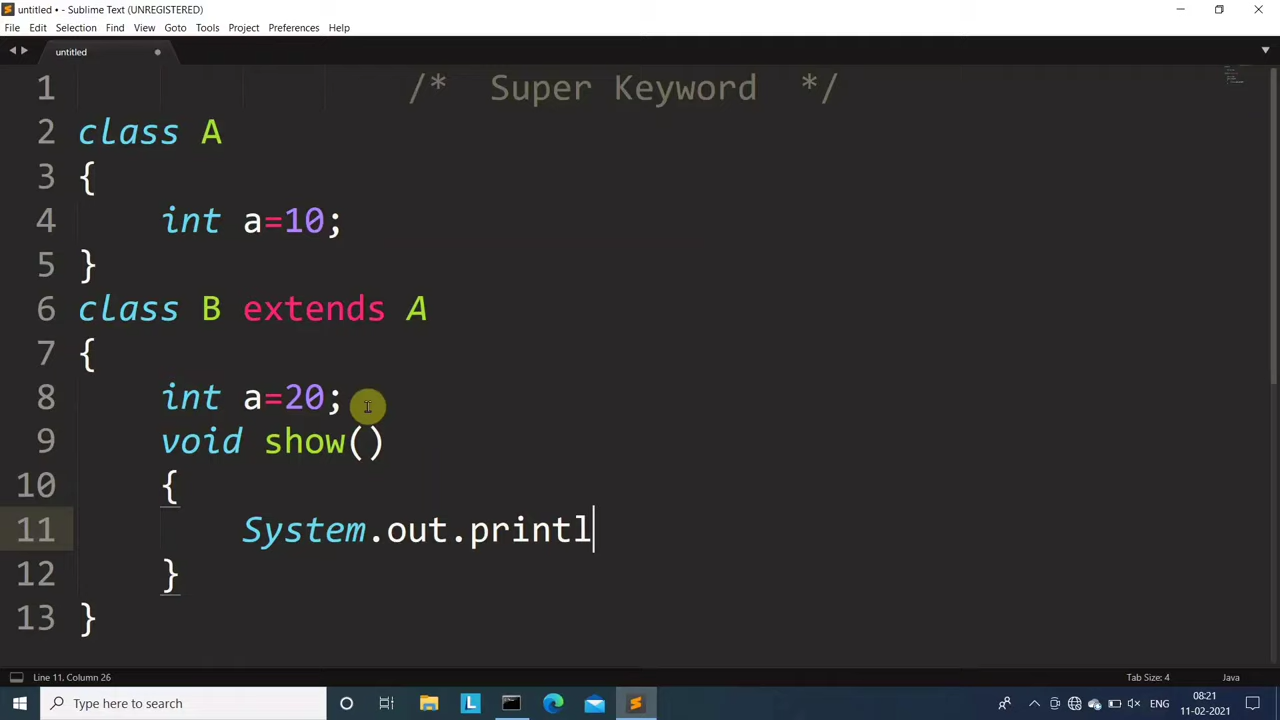 untitled • - Sublime Text (UNREGISTERED)
File Edit Selection Find View Goto Tools Project Preferences Help
untitled
1 /* Super Keyword */
2 class A
3 {
4 int a=10;
5 }
6 class B extends A
7 {
8 int a=20;
9 void show()
10 {
11 System.out.printl
12 }
13 }
Line 11, Column 26 Tab Size: 4 Java
Type here to search L ENG 08:21
11-02-2021